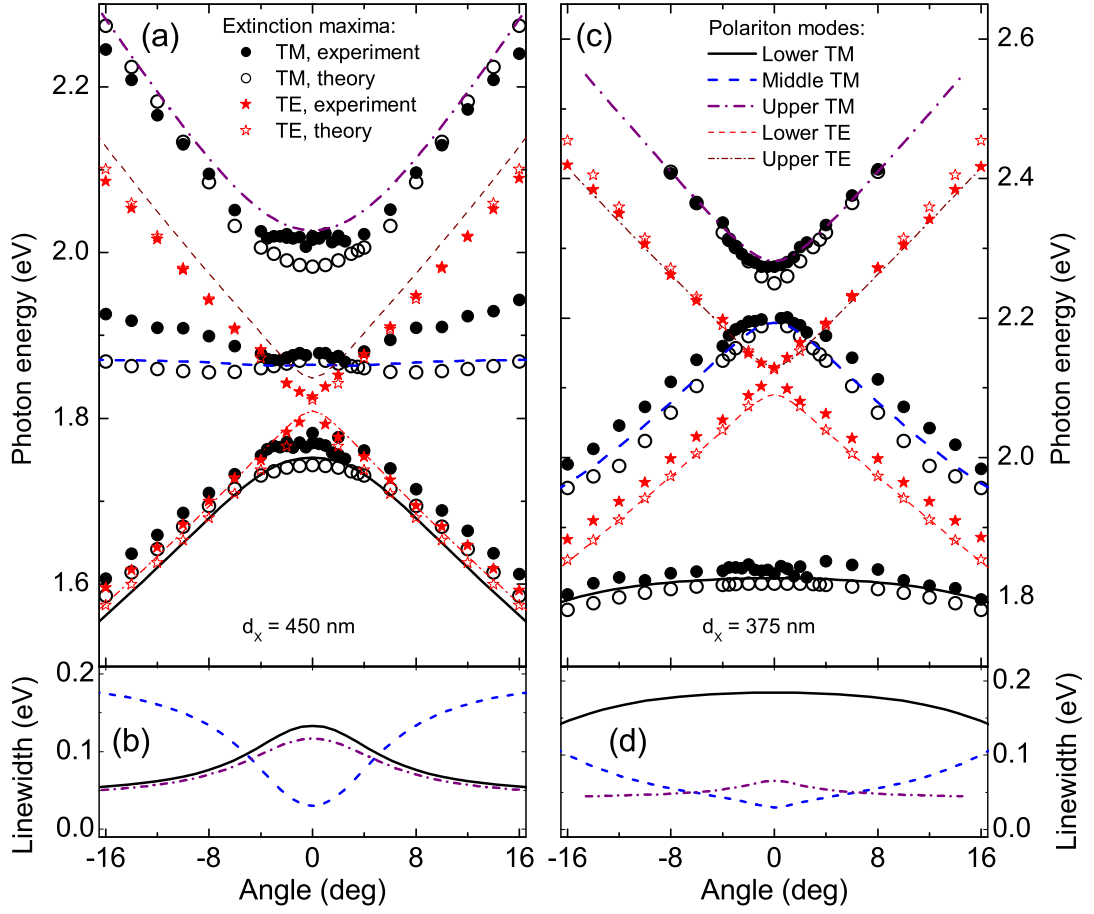 (a)
Extinction maxima:
TM, experiment
TM, theory
TE, experiment
TE, theory
2.2
2.0
1.8
1.6
Photon energy (eV)
dₓ = 450 nm
(c)
Polariton modes:
Lower TM
Middle TM
Upper TM
Lower TE
Upper TE
2.6
2.4
2.2
2.0
1.8
Photon energy (eV)
dₓ = 375 nm
(b)
0.2
0.1
0.0
Linewidth (eV)
-16 -8 0 8 16
Angle (deg)
(d)
0.2
0.1
0.0
Linewidth (eV)
-16 -8 0 8 16
Angle (deg)